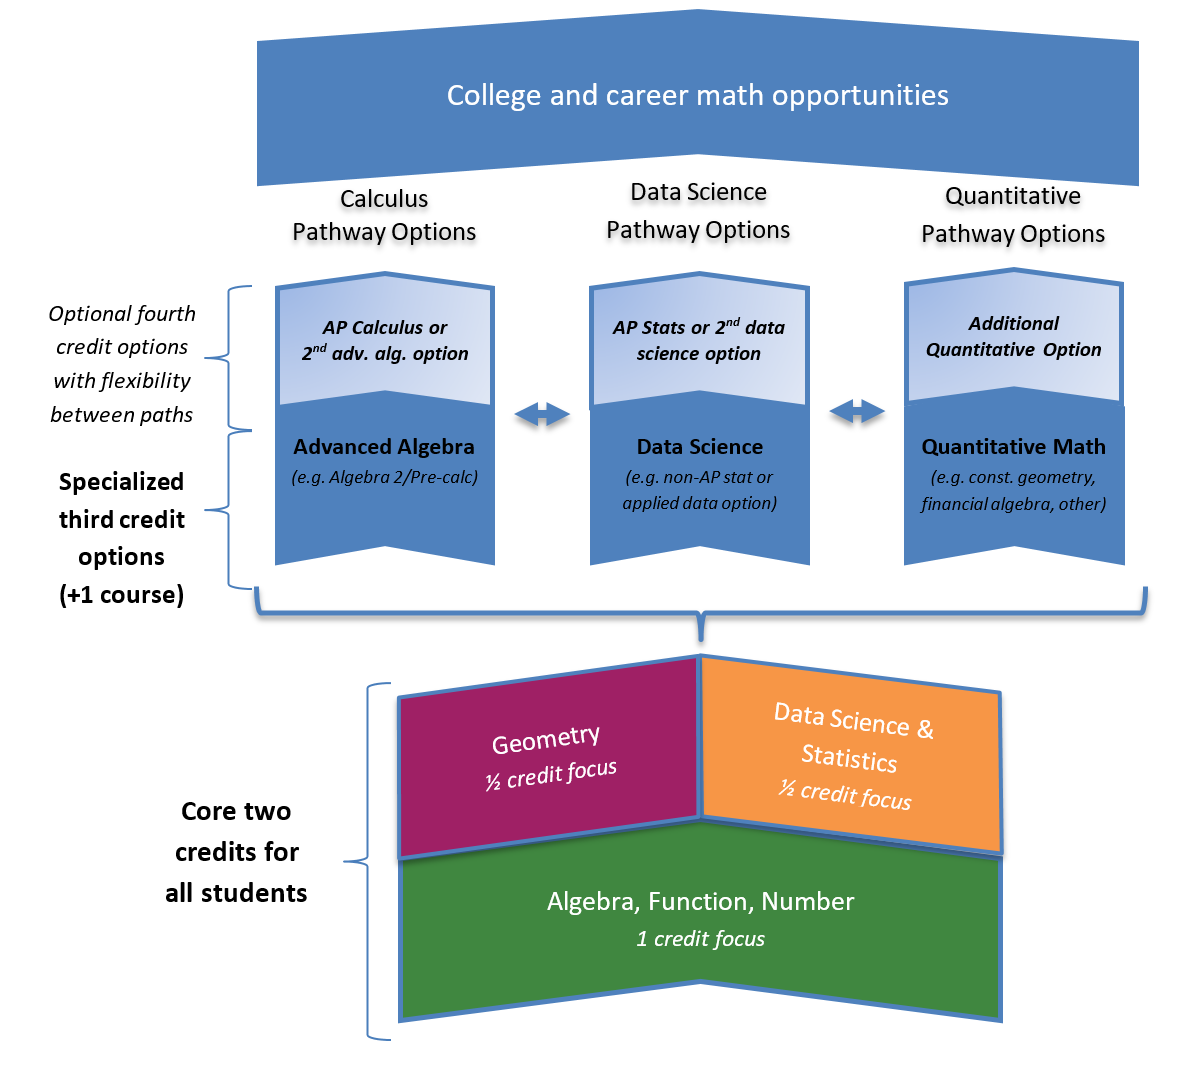 College and career math opportunities
Calculus
Pathway Options
Data Science
Pathway Options
Quantitative
Pathway Options
Optional fourth
credit options
with flexibility
between paths
AP Calculus or
2nd adv. alg. option
AP Stats or 2nd data
science option
Additional
Quantitative Option
Specialized
third credit
options
(+1 course)
Advanced Algebra
(e.g. Algebra 2/Pre-calc)
Data Science
(e.g. non-AP stat or
applied data option)
Quantitative Math
(e.g. const. geometry,
financial algebra, other)
Core two
credits for
all students
Geometry
½ credit focus
Data Science &
Statistics
½ credit focus
Algebra, Function, Number
1 credit focus